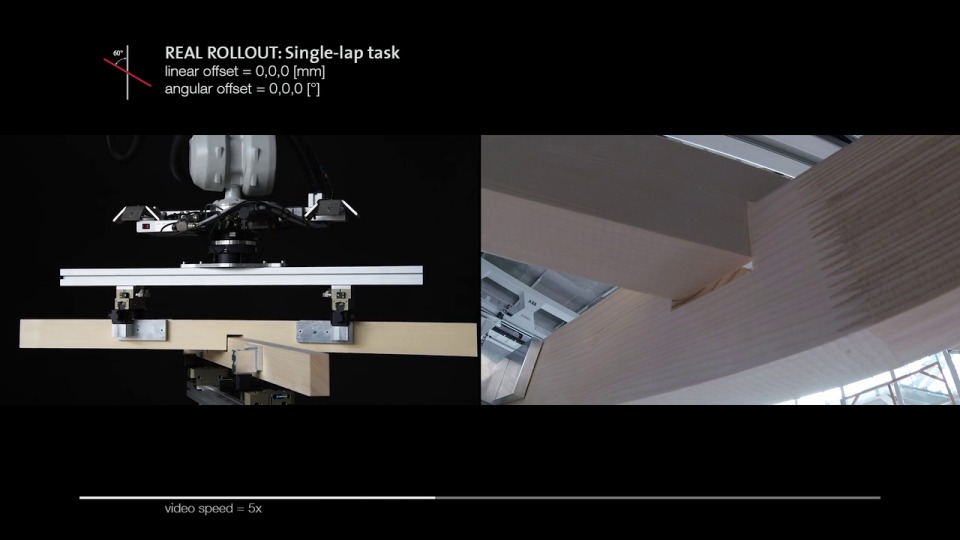 60°
REAL ROLLOUT: Single-lap task
linear offset = 0,0,0 [mm]
angular offset = 0,0,0 [°]
ABB
video speed = 5x